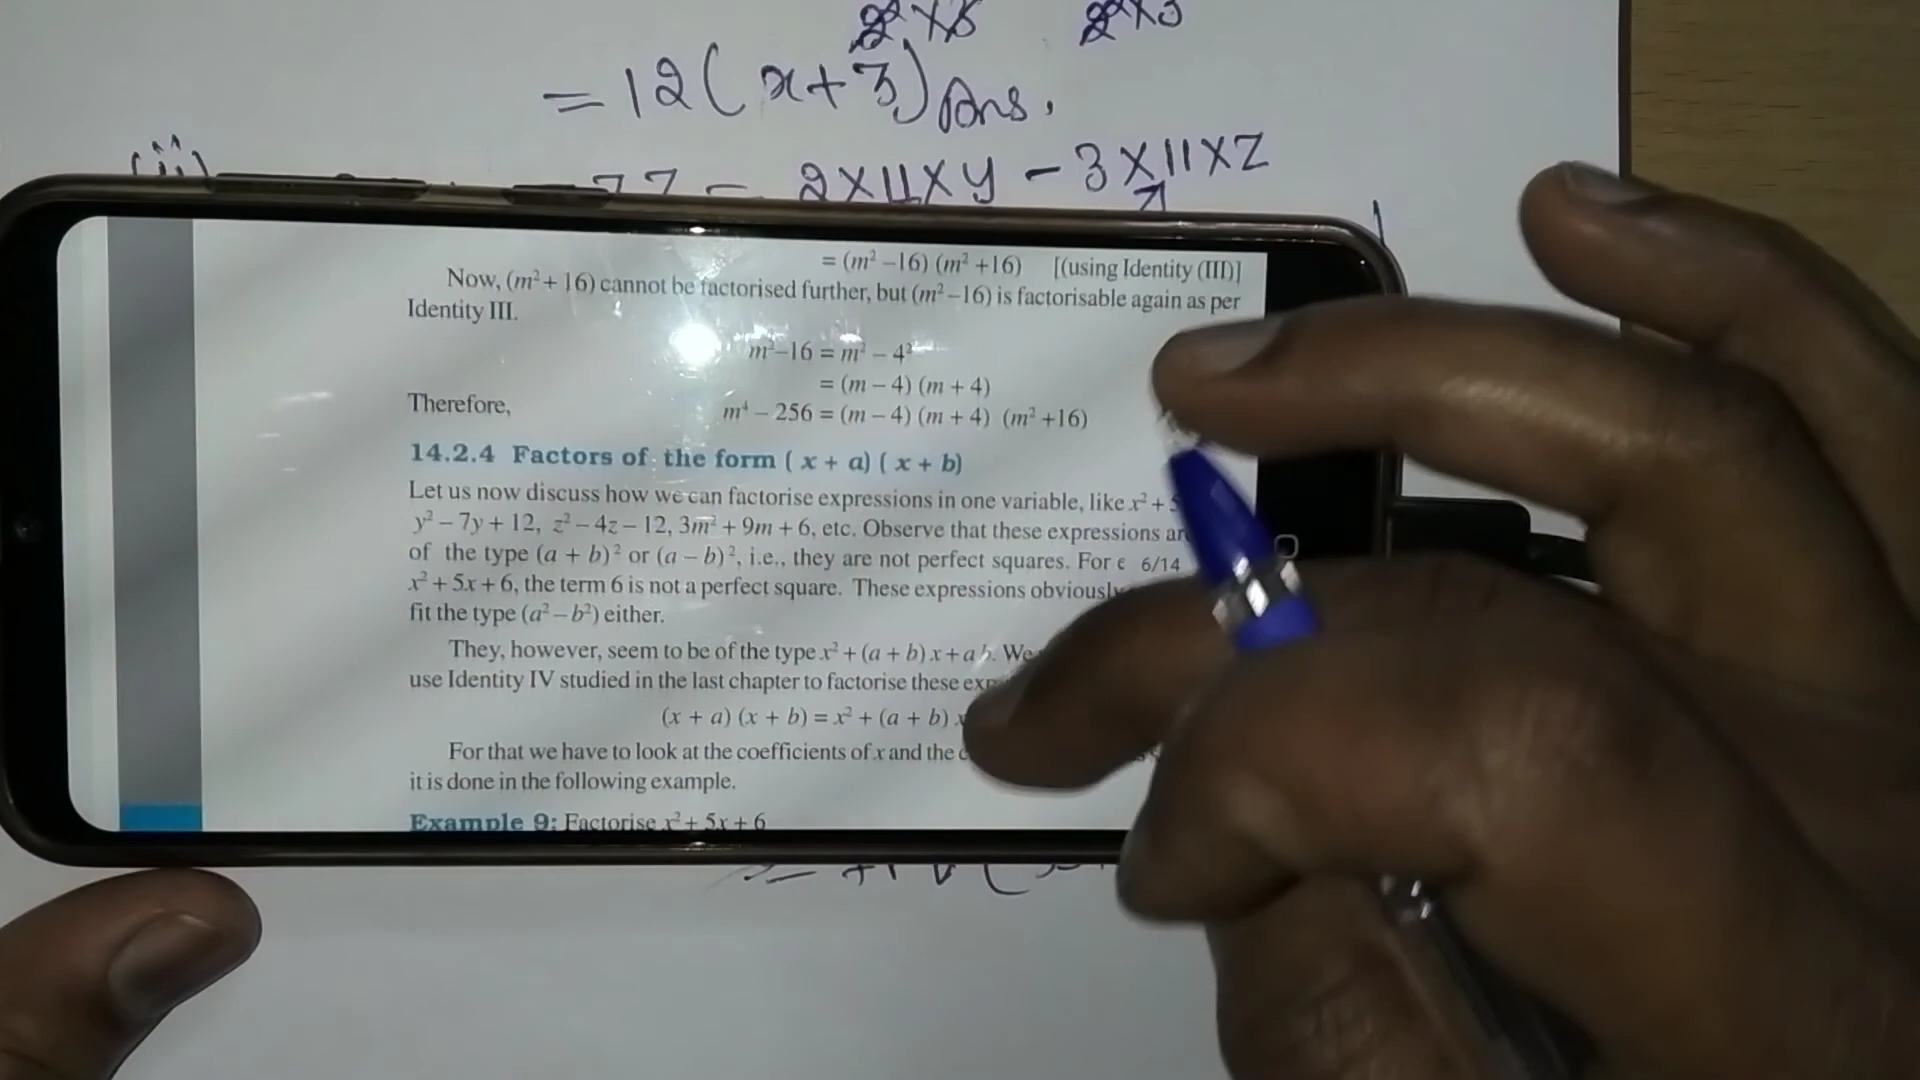 = 12 ( x + 3 ) Ans.
(ii)
2 X 11 X y - 3 X 11 X Z
= (m² –16) (m² +16) [(using Identity (III)]
Now, (m² + 16) cannot be factorised further, but (m² –16) is factorisable again as per
Identity III.
m²–16 = m² – 4²
= (m – 4) (m + 4)
Therefore,
m⁴ – 256 = (m – 4) (m + 4) (m² +16)
14.2.4 Factors of the form ( x + a) ( x + b)
Let us now discuss how we can factorise expressions in one variable, like x² +
y² – 7y + 12, z² – 4z – 12, 3m² + 9m + 6, etc. Observe that these expressions
of the type (a + b)² or (a – b)², i.e., they are not perfect squares. For 6/14
x² + 5x + 6, the term 6 is not a perfect square. These expressions obviously
fit the type (a² – b²) either.
They, however, seem to be of the type x² + (a + b) x + a b. We
use Identity IV studied in the last chapter to factorise these
(x + a) (x + b) = x² + (a + b)
For that we have to look at the coefficients of x and the
it is done in the following example.
Example 9: Factorise x² + 5x + 6